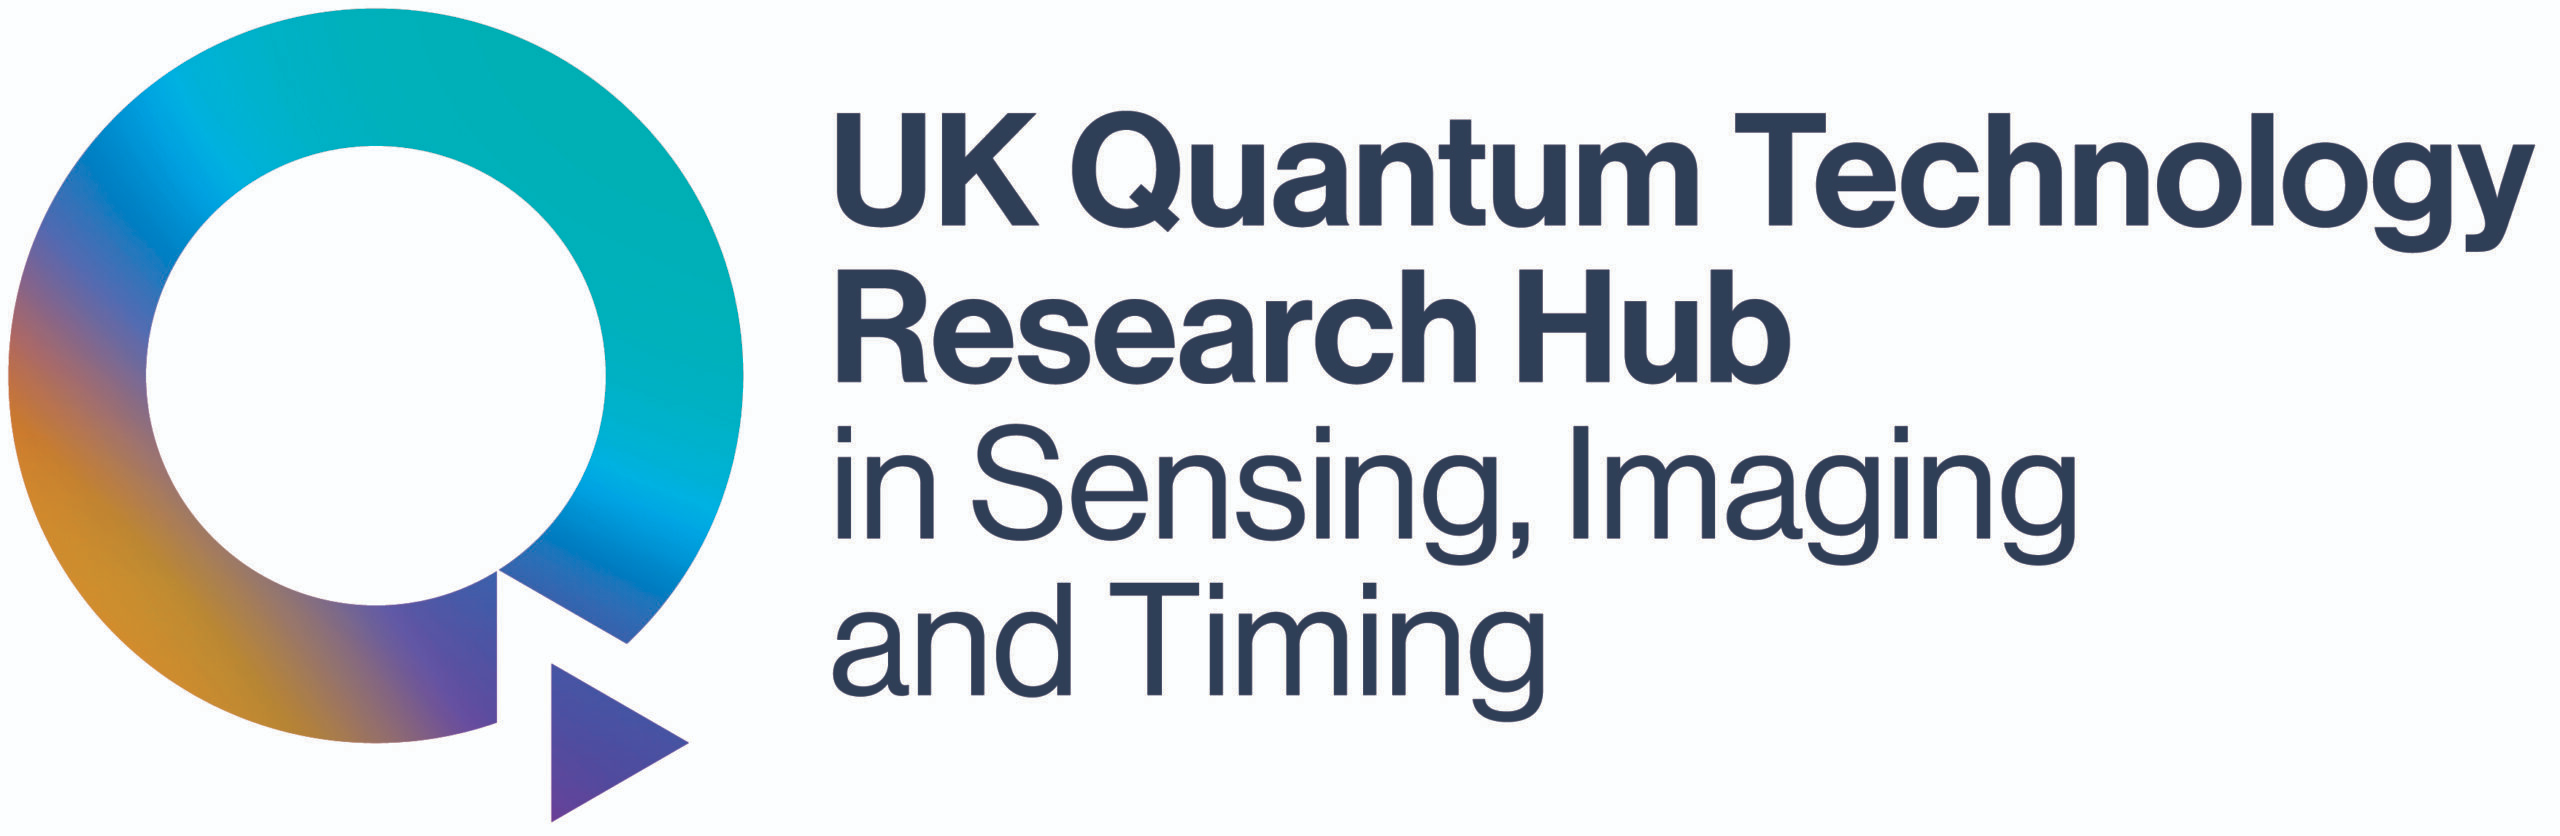 UK Quantum Technology
Research Hub
in Sensing, Imaging
and Timing